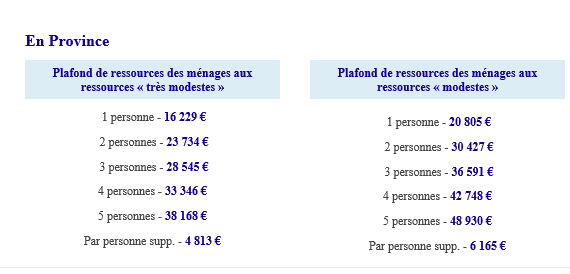 En Province
Plafond de ressources des ménages aux
ressources « très modestes »
1 personne - 16 229 €
2 personnes - 23 734 €
3 personnes - 28 545 €
4 personnes - 33 346 €
5 personnes - 38 168 €
Par personne supp. - 4 813 €
Plafond de ressources des ménages aux
ressources « modestes »
1 personne - 20 805 €
2 personnes - 30 427 €
3 personnes - 36 591 €
4 personnes - 42 748 €
5 personnes - 48 930 €
Par personne supp. - 6 165 €